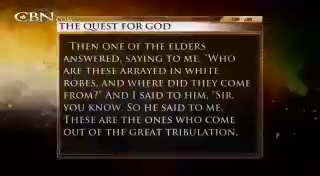 CBN.COM
THE QUEST FOR GOD
THEN ONE OF THE ELDERS
ANSWERED, SAYING TO ME, "WHO
ARE THESE ARRAYED IN WHITE
ROBES, AND WHERE DID THEY COME
FROM?" AND I SAID TO HIM, "SIR,
YOU KNOW. SO HE SAID TO ME,
THESE ARE THE ONES WHO COME
OUT OF THE GREAT TRIBULATION,